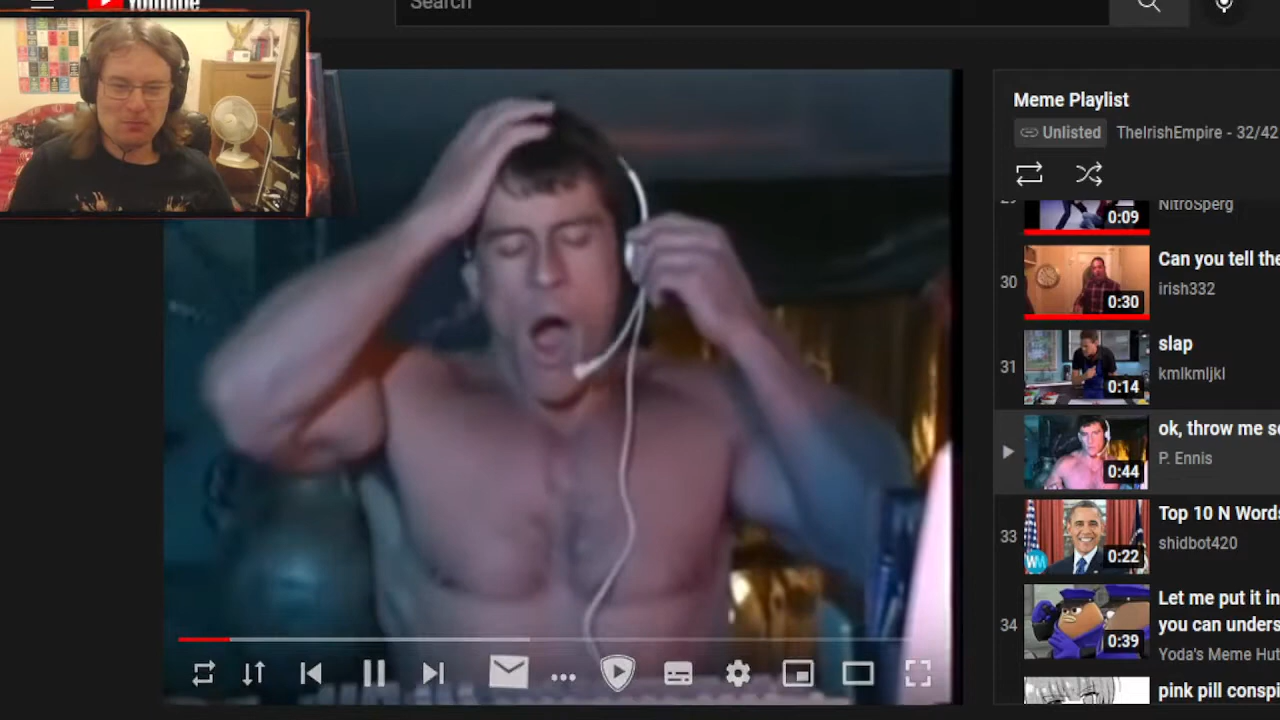 YouTube
Search
Meme Playlist
Unlisted
TheIrishEmpire - 32/42
29
NitroSperg
0:09
30
Can you tell the
irish332
0:30
31
slap
kmlkmljkl
0:14
ok, throw me so
P. Ennis
0:44
33
Top 10 N Words
shidbot420
0:22
34
Let me put it in
you can unders
Yoda's Meme Hut
0:39
pink pill conspi